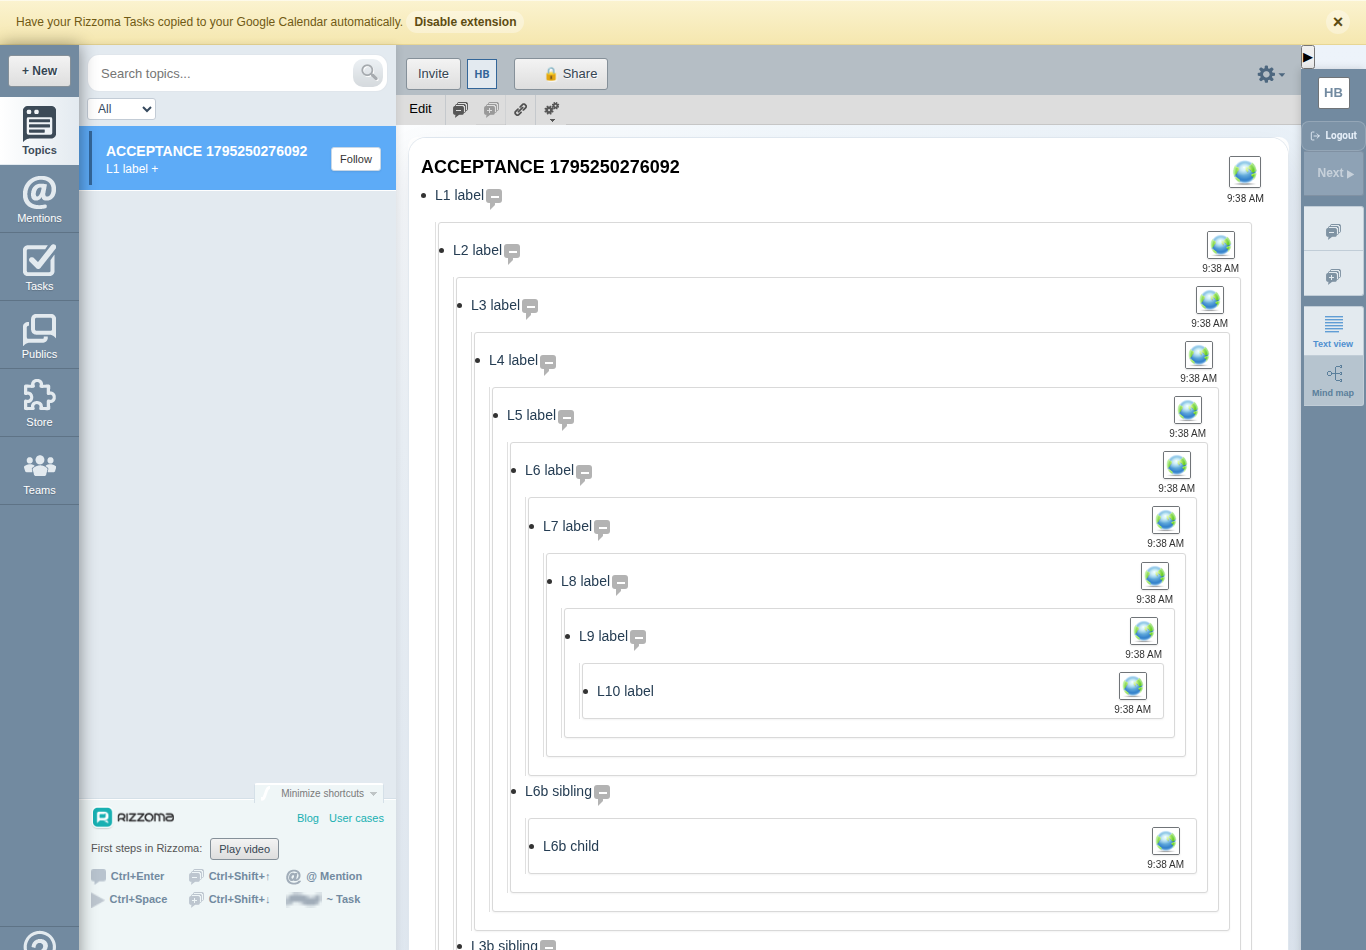 Have your Rizzoma Tasks copied to your Google Calendar automatically. Disable extension ×
+ New
All
Topics
Mentions
Tasks
Publics
Store
Teams
Search topics...
ACCEPTANCE 1795250276092
L1 label +
Follow
Minimize shortcuts
RIZZOMA
Blog User cases
First steps in Rizzoma: Play video
Ctrl+Enter Ctrl+Shift+↑ @ Mention
Ctrl+Space Ctrl+Shift+↓ ~ Task
Invite HB Share
Edit
ACCEPTANCE 1795250276092
9:38 AM
L1 label
L2 label
9:38 AM
L3 label
9:38 AM
L4 label
9:38 AM
L5 label
9:38 AM
L6 label
9:38 AM
L7 label
9:38 AM
L8 label
9:38 AM
L9 label
9:38 AM
L10 label
9:38 AM
L6b sibling
L6b child
9:38 AM
L3b sibling
HB
Logout
Next
Text view
Mind map